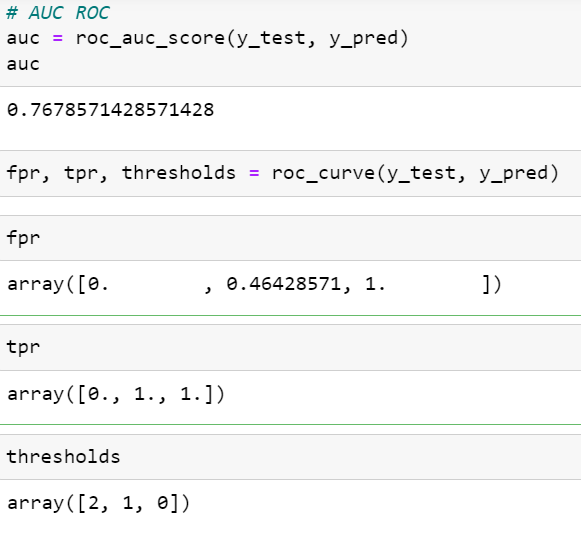 # AUC ROC
auc = roc_auc_score(y_test, y_pred)
auc
0.7678571428571428
fpr, tpr, thresholds = roc_curve(y_test, y_pred)
fpr
array([0.        , 0.46428571, 1.        ])
tpr
array([0., 1., 1.])
thresholds
array([2, 1, 0])